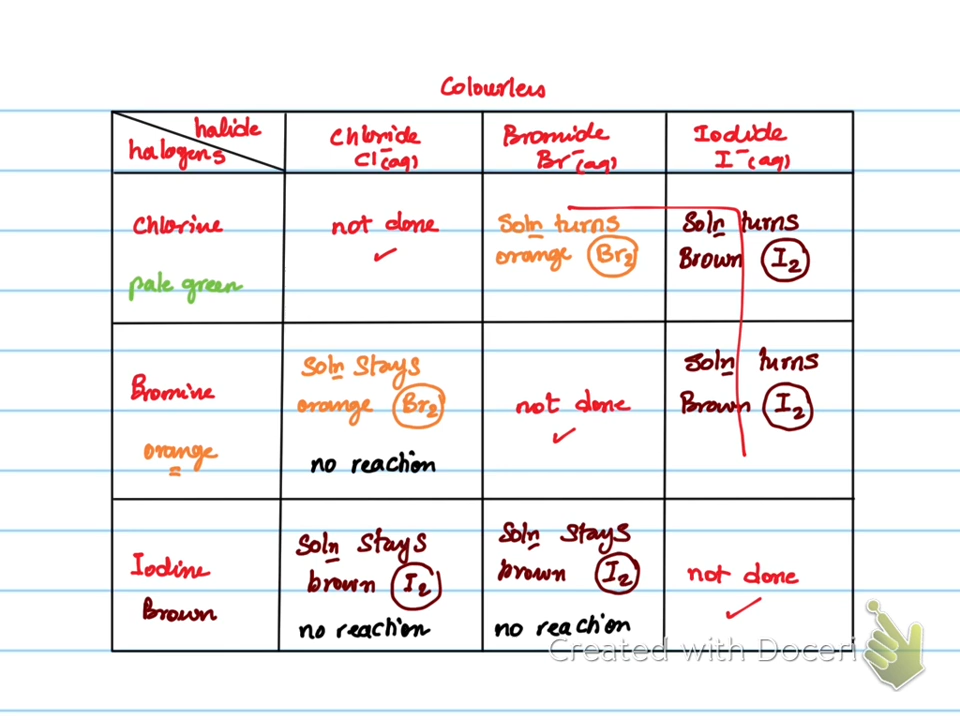 Colourless
halide
halogens
Chloride
Cl⁻(aq)
Bromide
Br⁻(aq)
Iodide
I⁻(aq)
Chlorine
pale green
not done
Soln turns
orange Br₂
Soln turns
Brown I₂
Bromine
orange
Soln stays
orange Br₂
no reaction
not done
Soln turns
Brown I₂
Iodine
Brown
Soln stays
brown I₂
no reaction
Soln stays
brown I₂
no reaction
not done
Created with Doceri